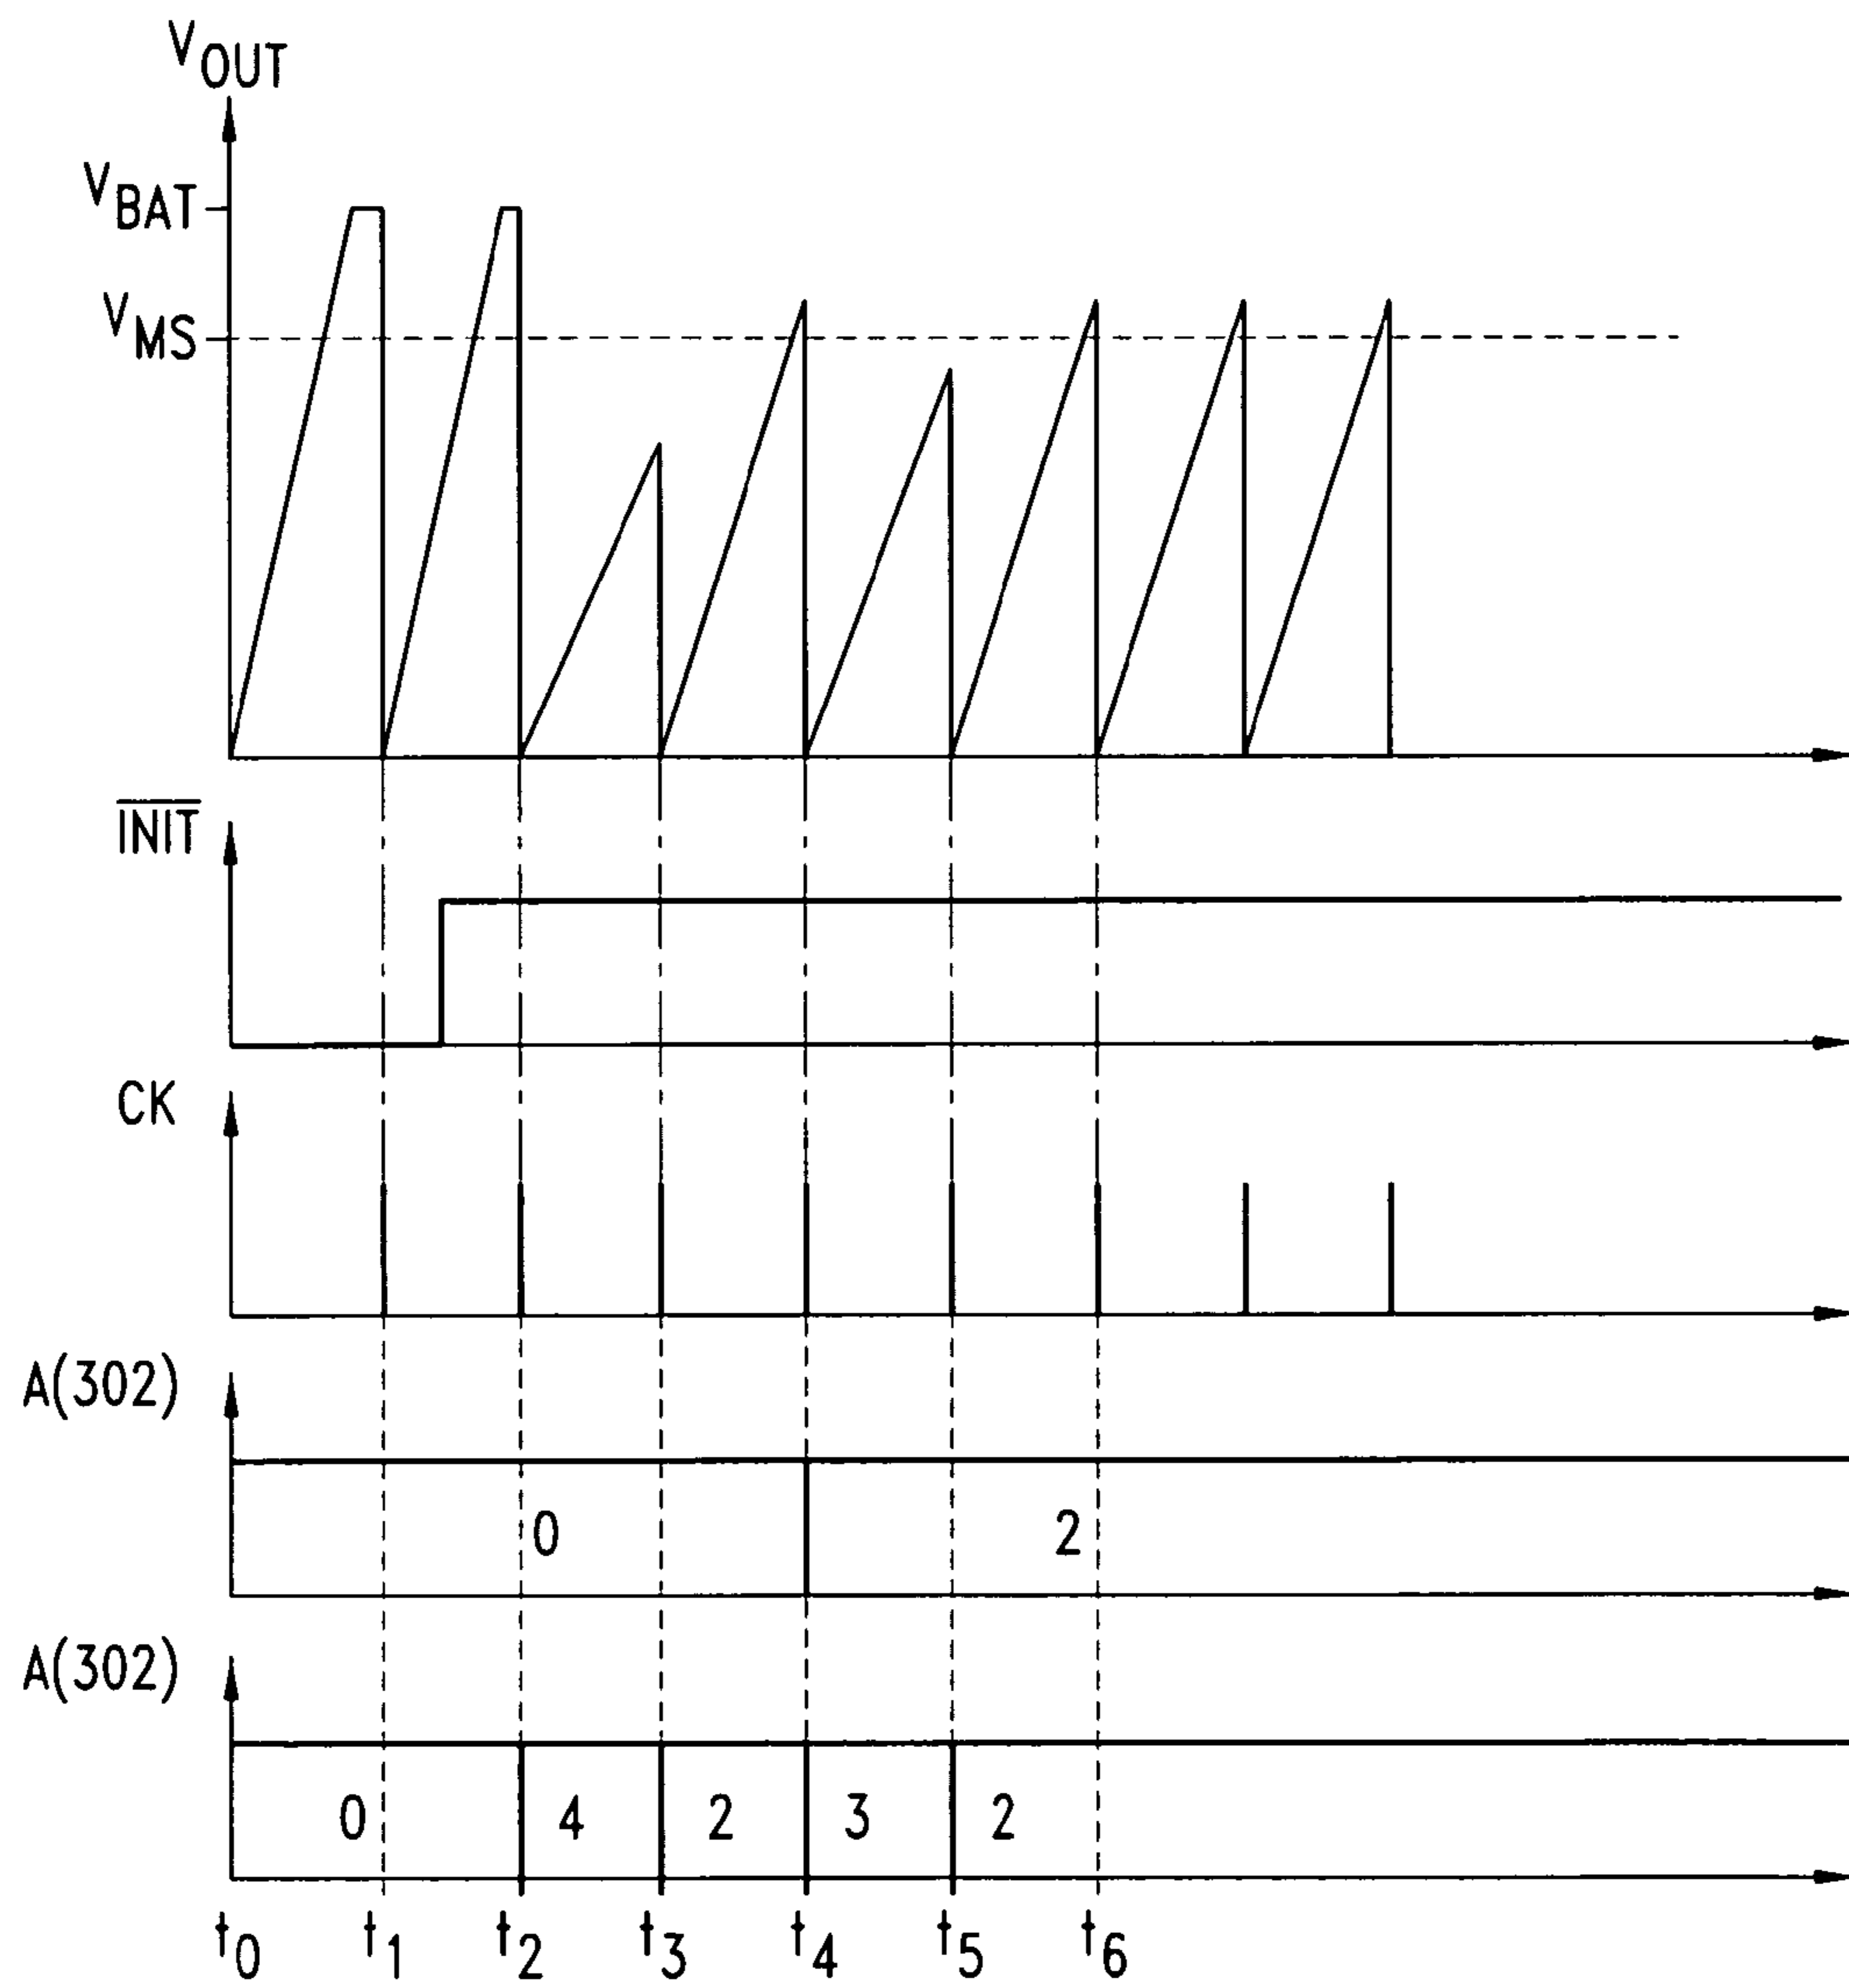 VOUT
VBAT
VMS
INIT
CK
A(302)
0 2
A(302)
0 4 2 3 2
t0 t1 t2 t3 t4 t5 t6